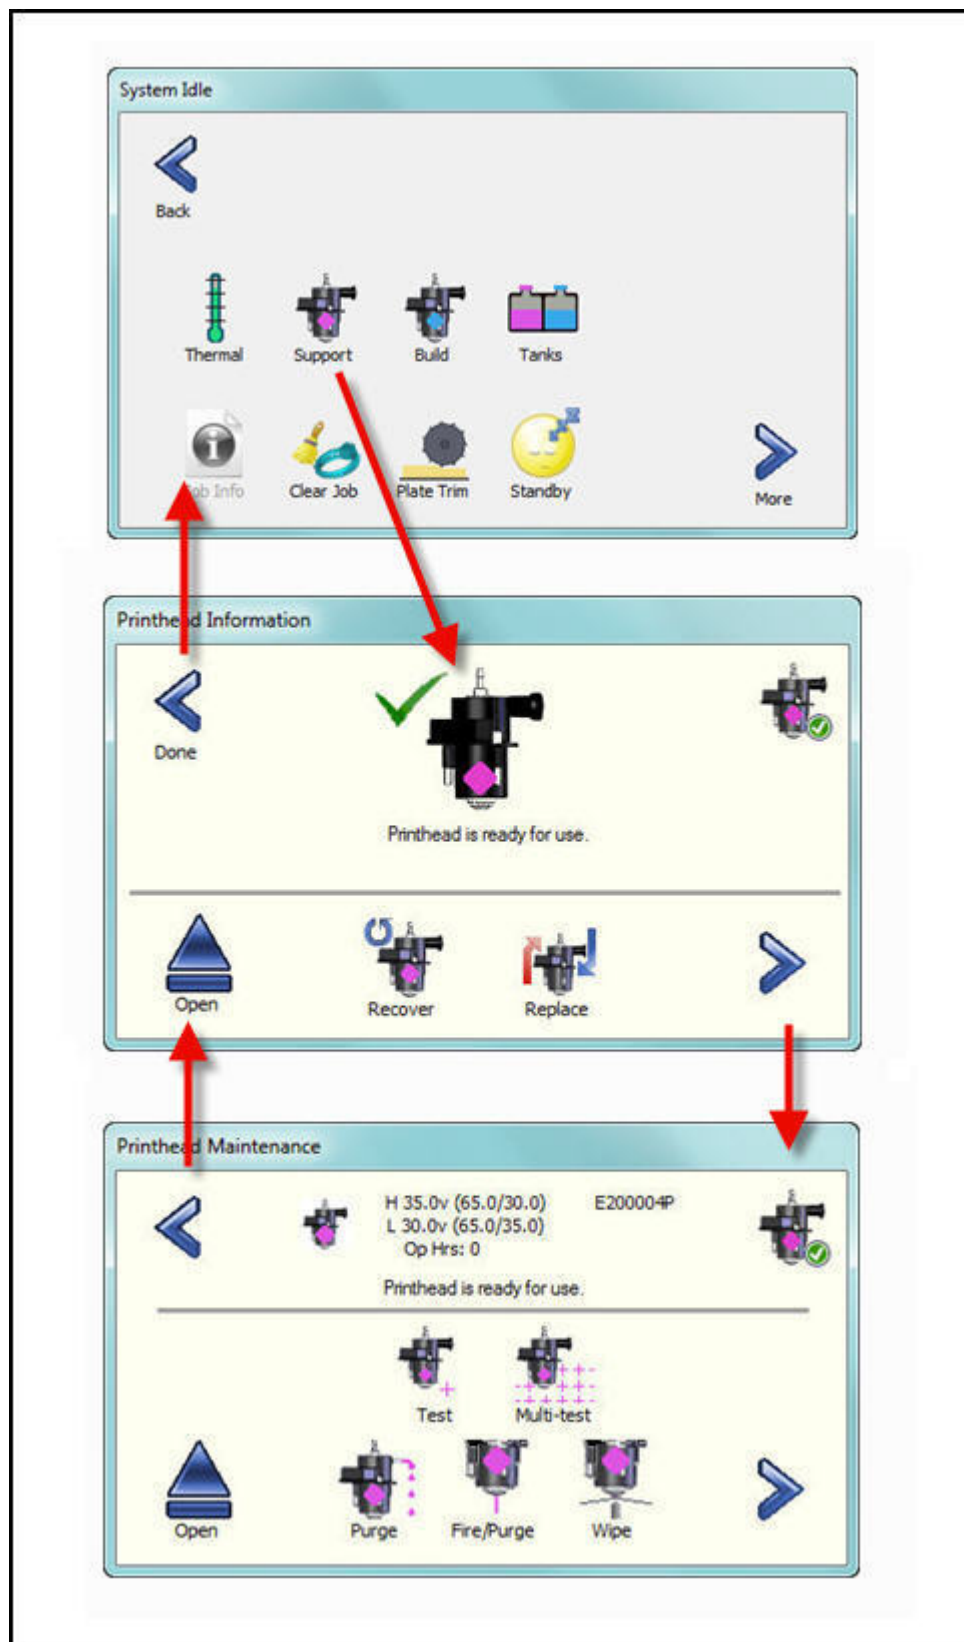 System Idle
Back
Thermal Support Build Tanks
Job Info Clear Job Plate Trim Standby More
Printhead Information
Done
Printhead is ready for use.
Open Recover Replace
Printhead Maintenance
H 35.0v (65.0/30.0) E200004P
L 30.0v (65.0/35.0)
Op Hrs: 0
Printhead is ready for use.
Test Multi-test
Open Purge Fire/Purge Wipe